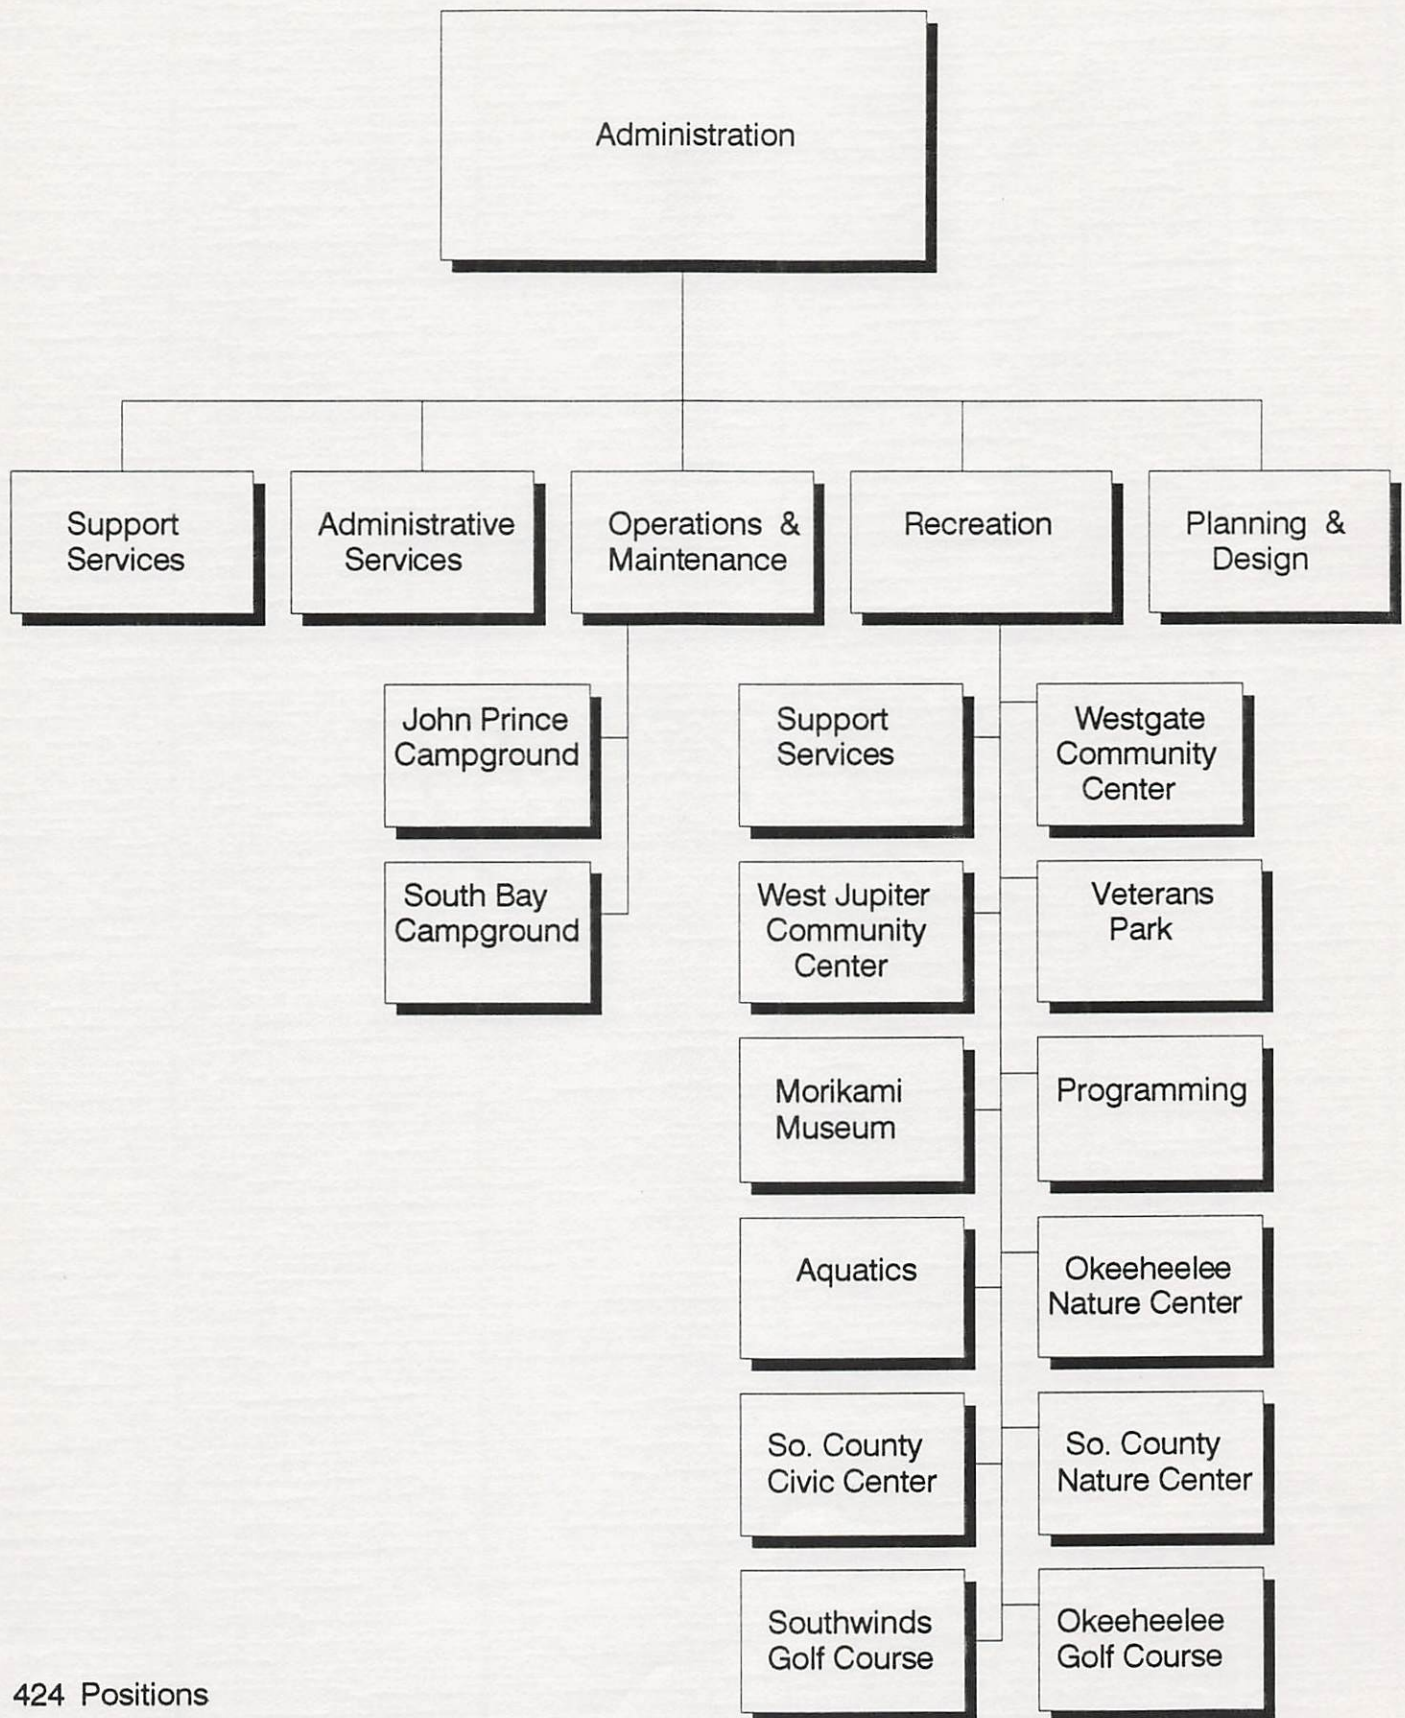 Administration
Support
Services
Administrative
Services
Operations &
Maintenance
Recreation
Planning &
Design
John Prince
Campground
South Bay
Campground
Support
Services
Westgate
Community
Center
West Jupiter
Community
Center
Veterans
Park
Morikami
Museum
Programming
Aquatics
Okeeheelee
Nature Center
So. County
Civic Center
So. County
Nature Center
Southwinds
Golf Course
Okeeheelee
Golf Course
424 Positions